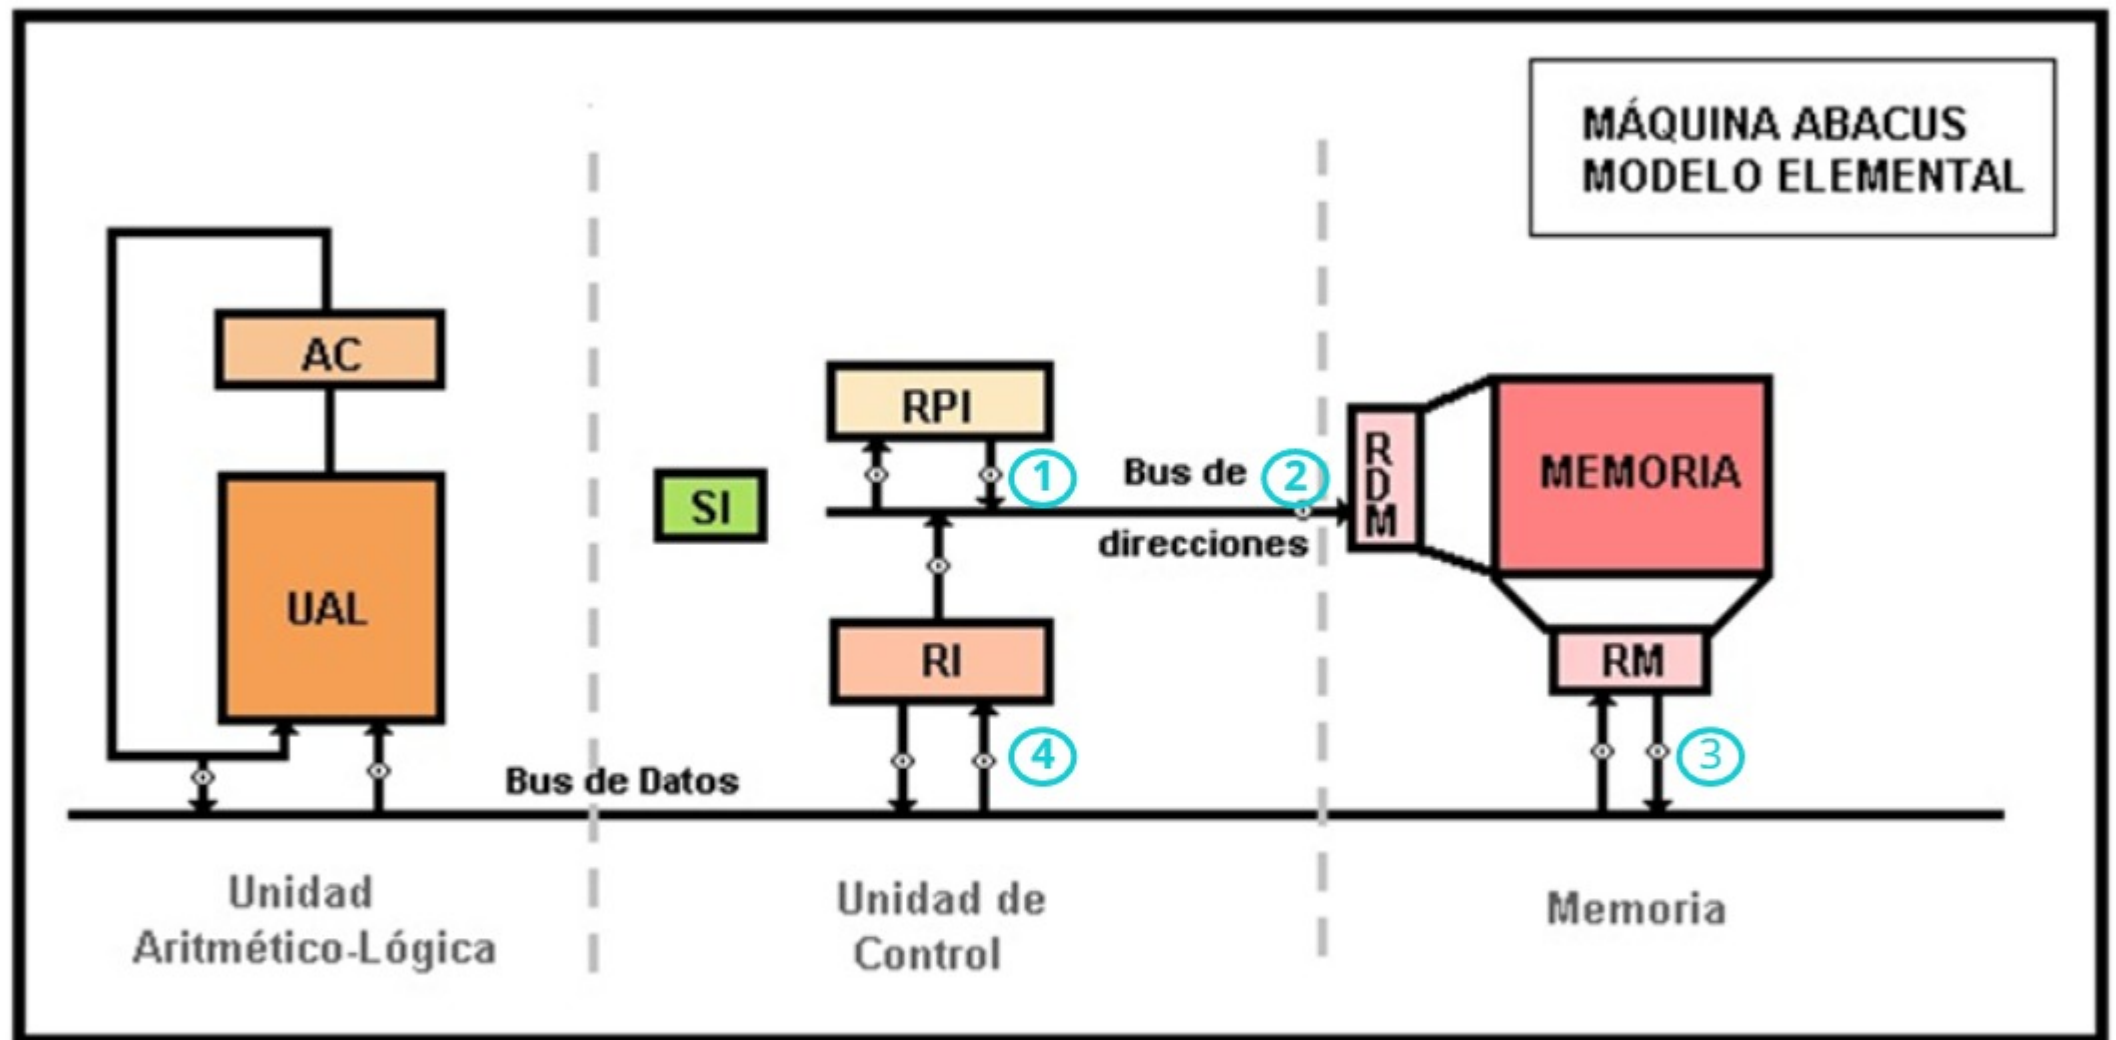 MÁQUINA ABACUS
MODELO ELEMENTAL
AC
RPI
SI
1
Bus de
2
direcciones
RDM
MEMORIA
UAL
RI
RM
4
3
Bus de Datos
Unidad
Aritmético-Lógica
Unidad de
Control
Memoria